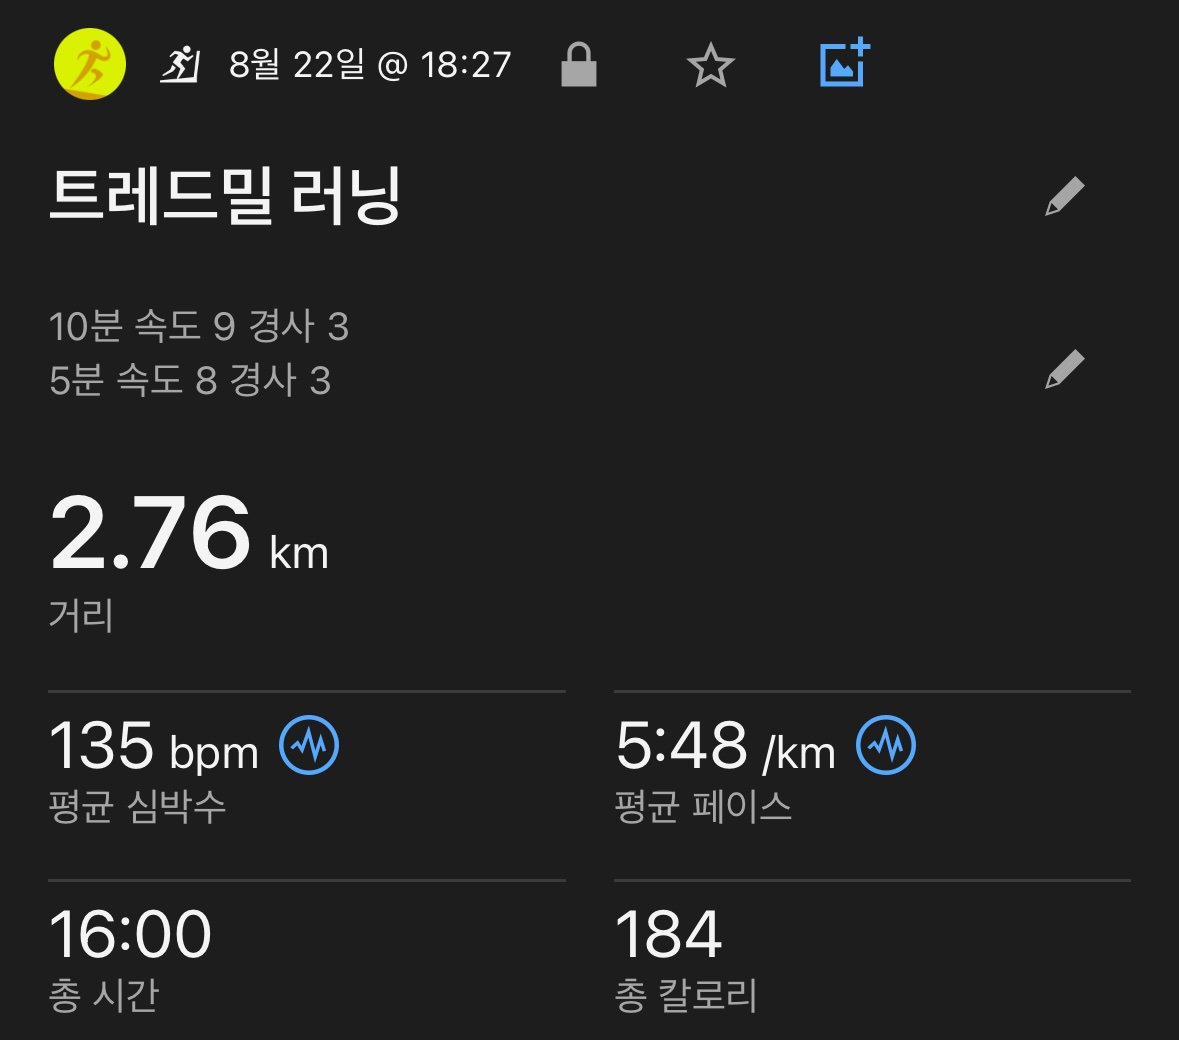 8월 22일 @ 18:27
트레드밀 러닝
10분 속도 9 경사 3
5분 속도 8 경사 3
2.76 km
거리
135 bpm
평균 심박수
5:48 /km
평균 페이스
16:00
총 시간
184
총 칼로리